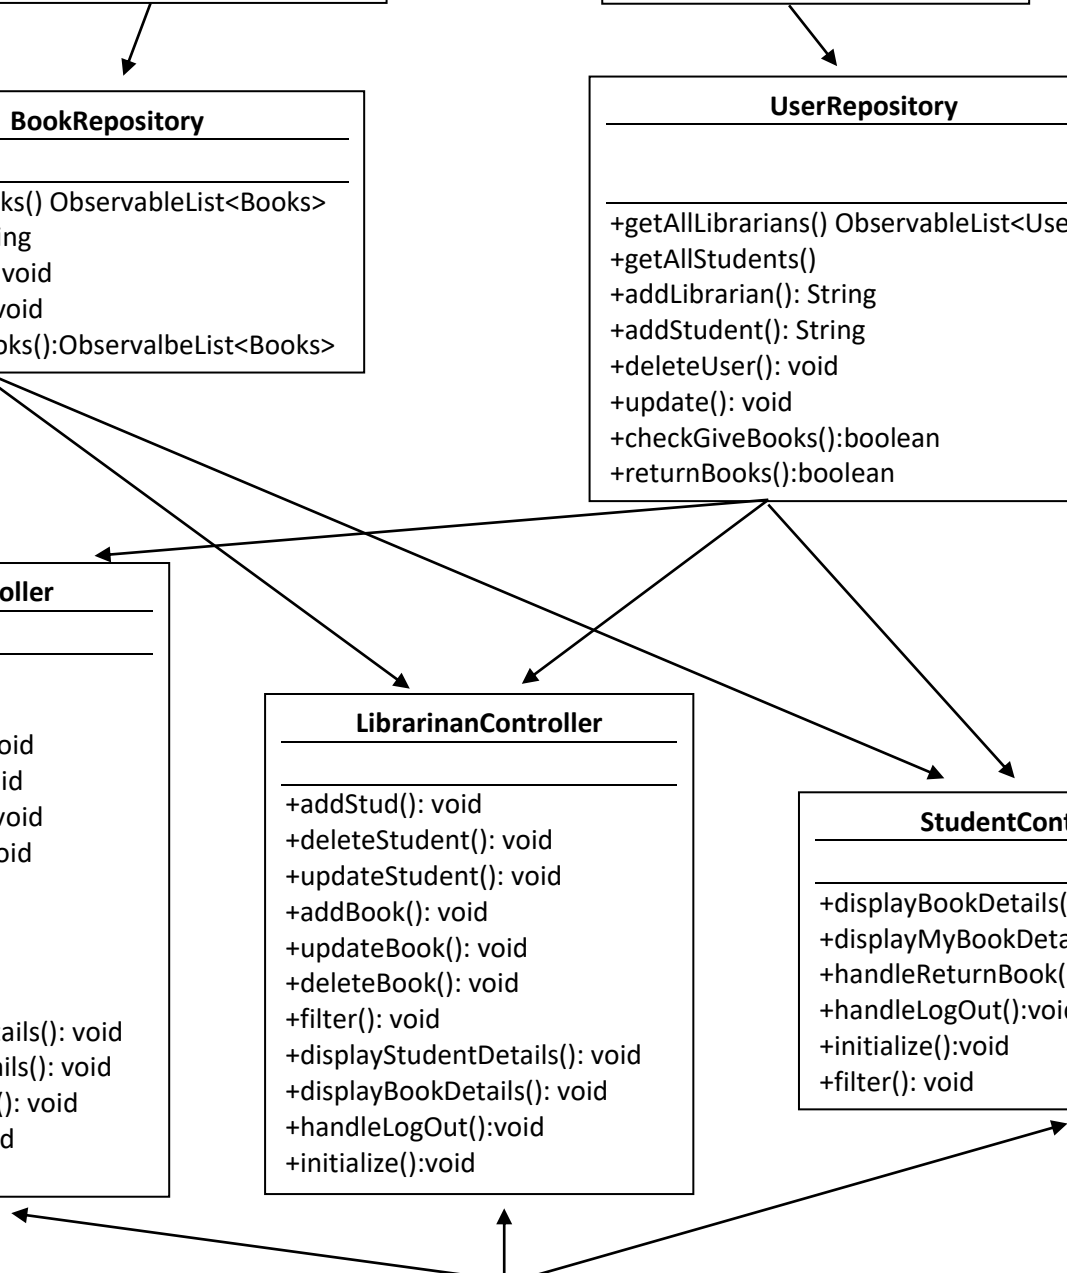 BookRepository
ks() ObservableList<Books>
ing
void
void
oks():ObservalbeList<Books>
UserRepository
+getAllLibrarians() ObservableList<Use
+getAllStudents()
+addLibrarian(): String
+addStudent(): String
+deleteUser(): void
+update(): void
+checkGiveBooks():boolean
+returnBooks():boolean
oller
oid
id
void
oid
ails(): void
ils(): void
(): void
d
LibrarinanController
+addStud(): void
+deleteStudent(): void
+updateStudent(): void
+addBook(): void
+updateBook(): void
+deleteBook(): void
+filter(): void
+displayStudentDetails(): void
+displayBookDetails(): void
+handleLogOut():void
+initialize():void
StudentCont
+displayBookDetails(
+displayMyBookDeta
+handleReturnBook(
+handleLogOut():void
+initialize():void
+filter(): void